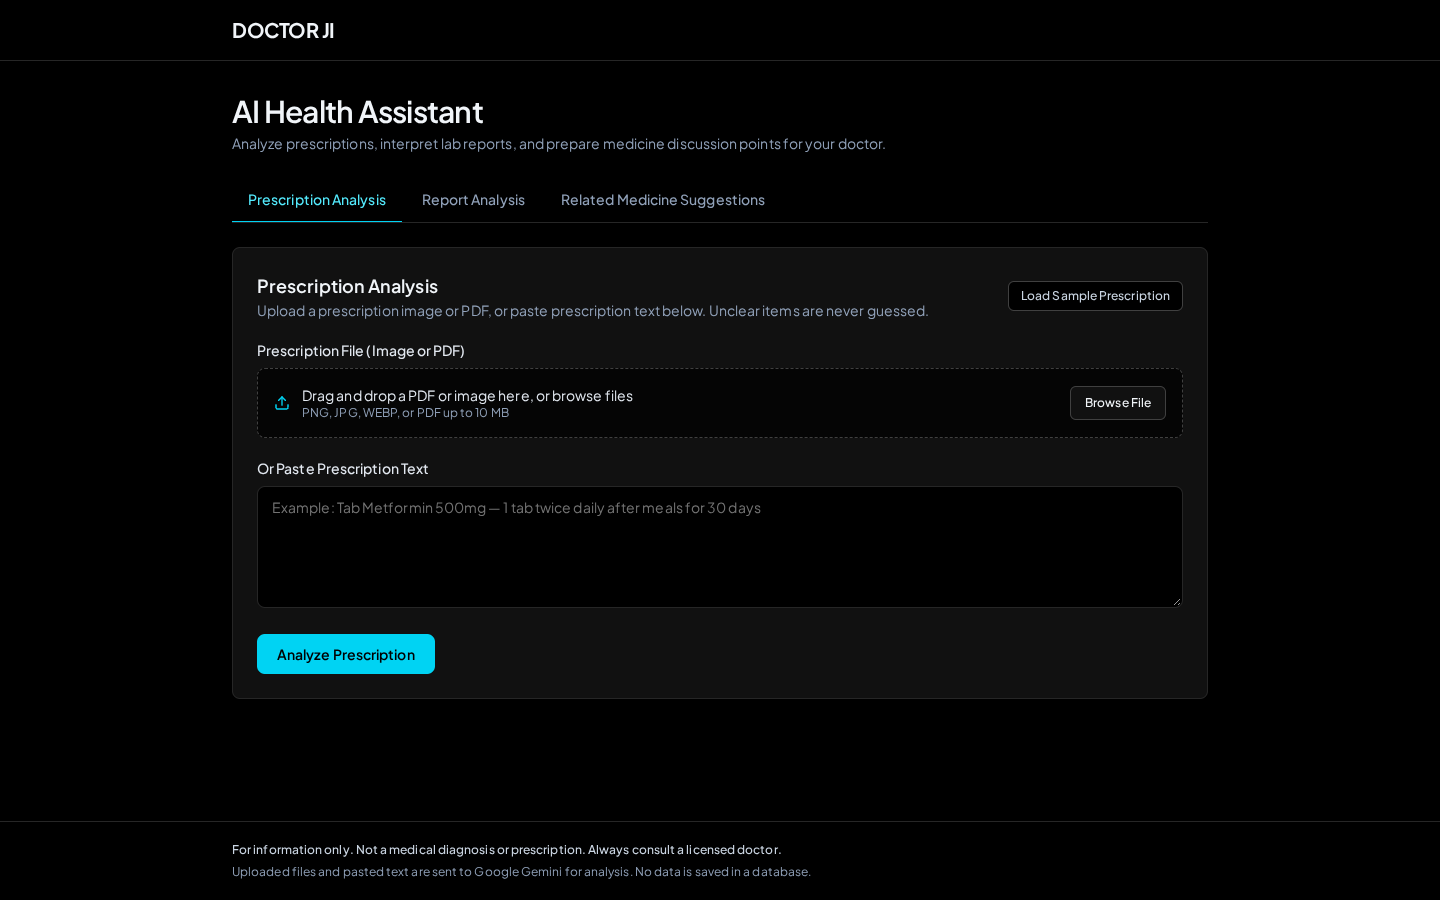 DOCTOR JI
AI Health Assistant
Analyze prescriptions, interpret lab reports, and prepare medicine discussion points for your doctor.
Prescription Analysis
Report Analysis
Related Medicine Suggestions
Prescription Analysis
Upload a prescription image or PDF, or paste prescription text below. Unclear items are never guessed.
Load Sample Prescription
Prescription File (Image or PDF)
Drag and drop a PDF or image here, or browse files
PNG, JPG, WEBP, or PDF up to 10 MB
Browse File
Or Paste Prescription Text
Example: Tab Metformin 500mg — 1 tab twice daily after meals for 30 days
Analyze Prescription
For information only. Not a medical diagnosis or prescription. Always consult a licensed doctor.
Uploaded files and pasted text are sent to Google Gemini for analysis. No data is saved in a database.